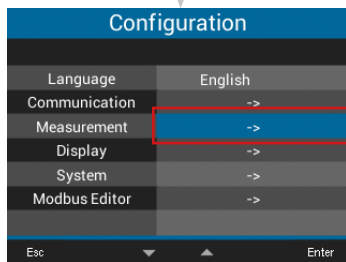 Configuration
Language English
Communication ->
Measurement ->
Display ->
System ->
Modbus Editor ->
Esc Enter